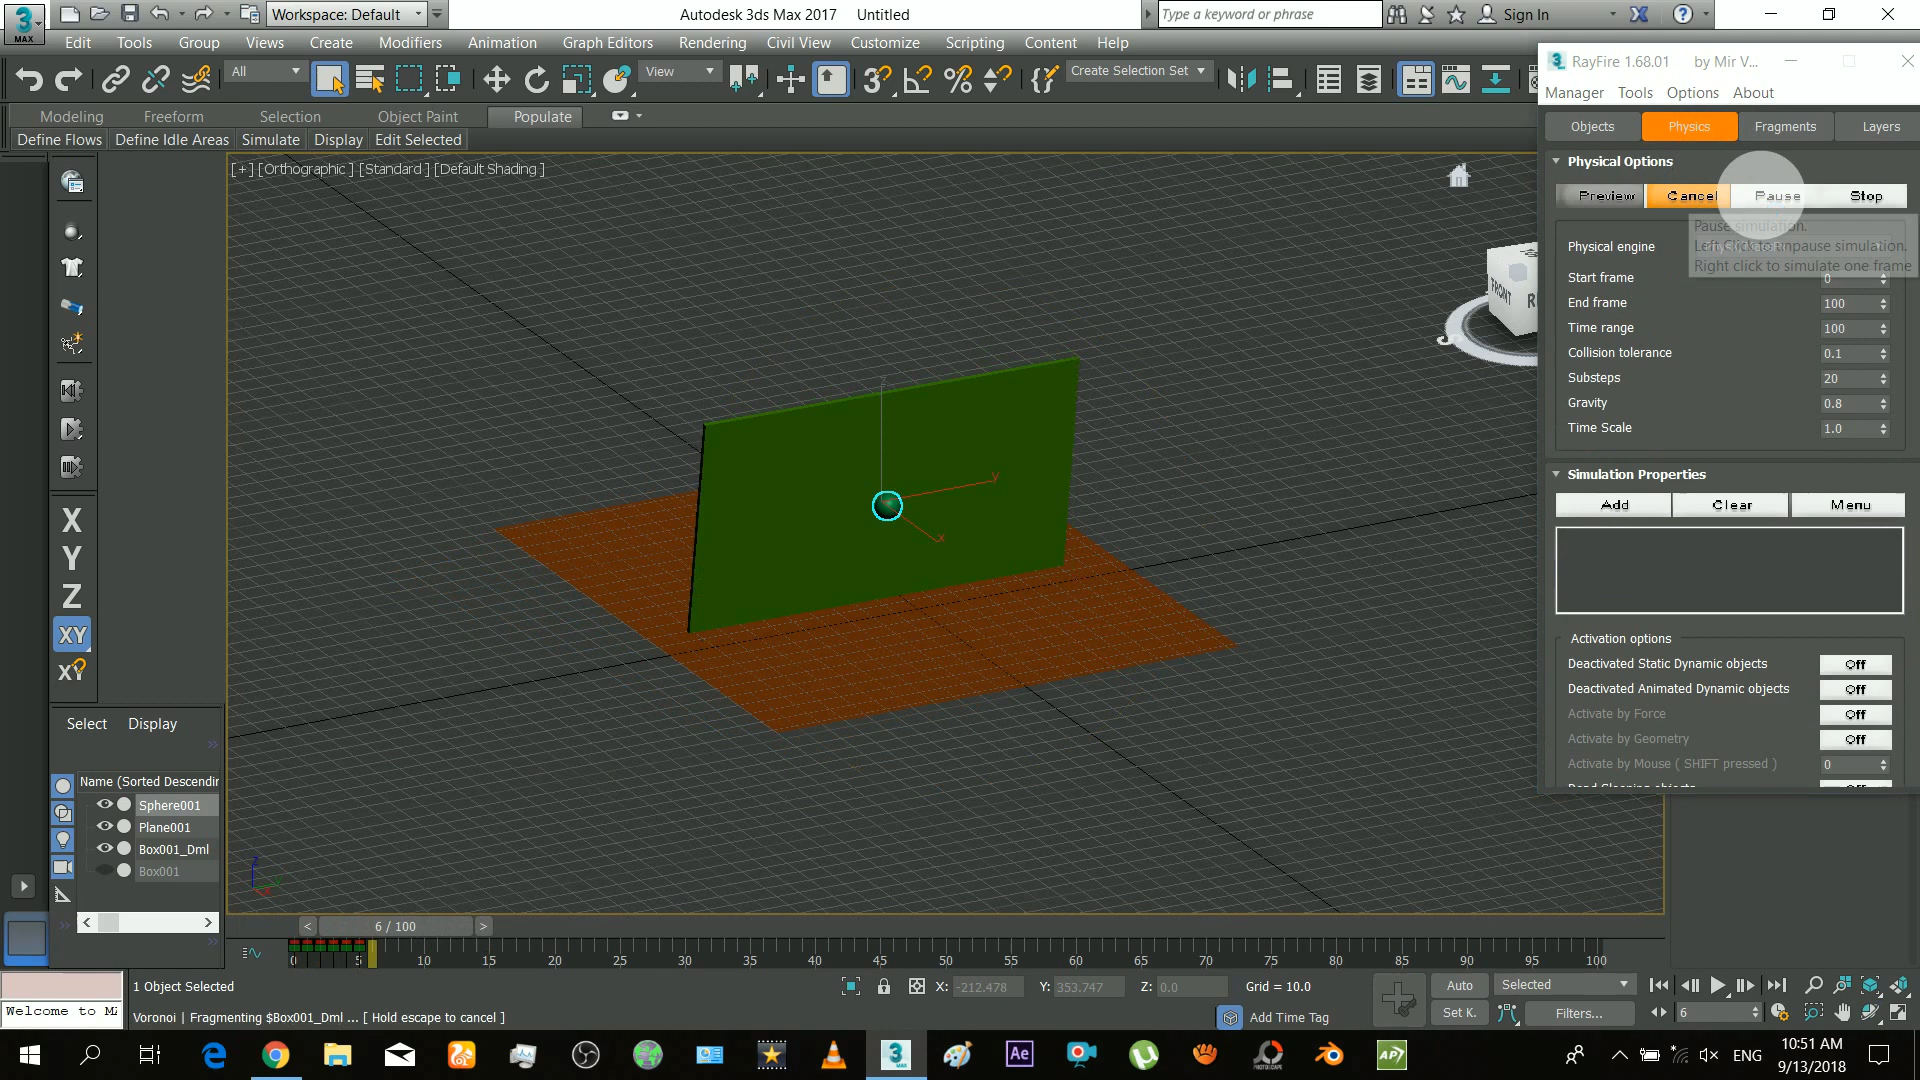 Workspace: Default
Autodesk 3ds Max 2017 Untitled
Type a keyword or phrase
Sign In
MAX
Edit Tools Group Views Create Modifiers Animation Graph Editors Rendering Civil View Customize Scripting Content Help
All
View
Create Selection Set
Modeling Freeform Selection Object Paint Populate
Define Flows Define Idle Areas Simulate Display Edit Selected
[+] [Orthographic ] [Standard ] [Default Shading ]
RayFire 1.68.01 by Mir V...
Manager Tools Options About
Objects Physics Fragments Layers
Physical Options
Preview Cancel Pause Stop
Pause simulation.
Left Click to unpause simulation.
Right click to simulate one frame
Physical engine
Start frame 0
End frame 100
Time range 100
Collision tolerance 0.1
Substeps 20
Gravity 0.8
Time Scale 1.0
Simulation Properties
Add Clear Menu
Activation options
Deactivated Static Dynamic objects Off
Deactivated Animated Dynamic objects Off
Activate by Force Off
Activate by Geometry Off
Activate by Mouse ( SHIFT pressed ) 0
FRONT
Z
y
x
X
Y
Z
XY
XY
Select Display
Name (Sorted Descendin
Sphere001
Plane001
Box001_Dml
Box001
6 / 100
0 5 10 15 20 25 30 35 40 45 50 55 60 65 70 75 80 85 90 95 100
1 Object Selected
X: -212.478 Y: 353.747 Z: 0.0 Grid = 10.0
Auto Selected
Welcome to MA
Voronoi | Fragmenting $Box001_Dml ... [ Hold escape to cancel ]
Add Time Tag
Set K. Filters...
6
3 MAX
Ae
AP7
ENG
10:51 AM
9/13/2018